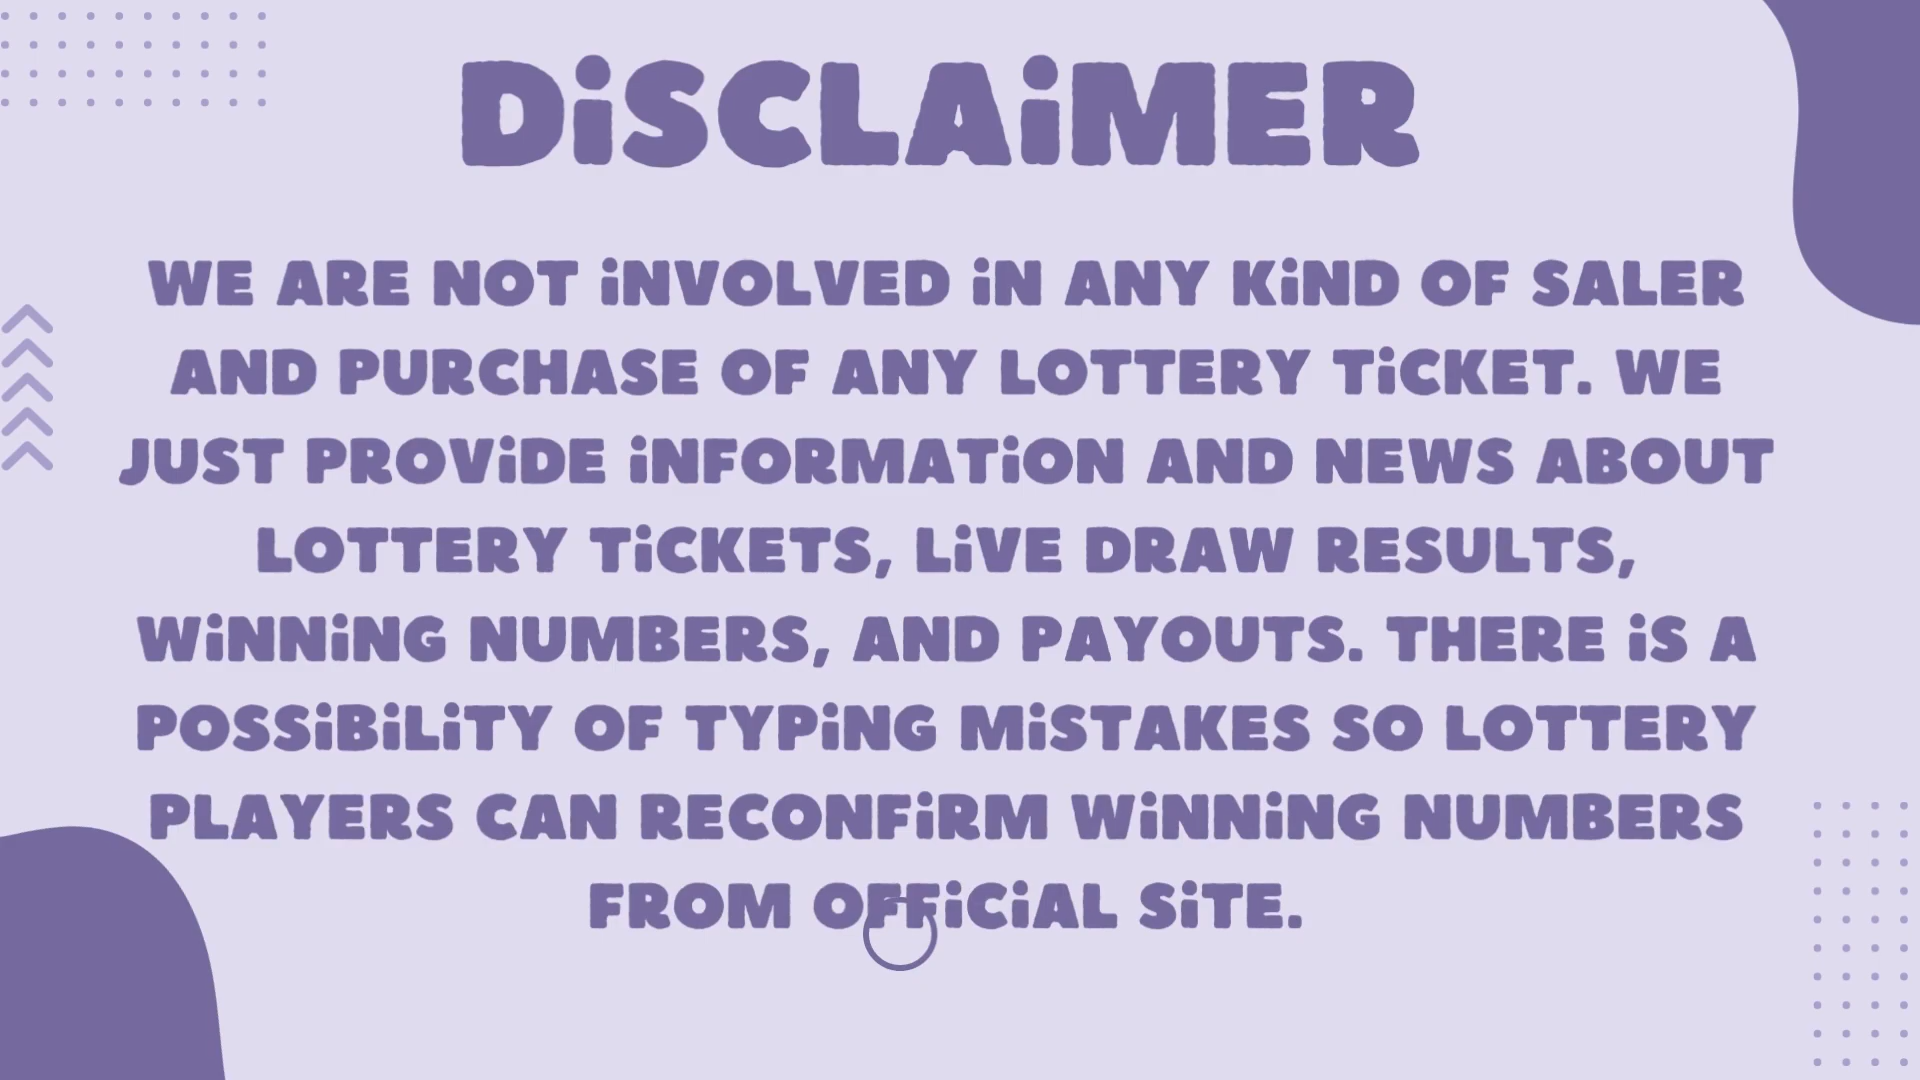 DiSCLAiMER
WE ARE NOT iNVOLVED iN ANY KiND OF SALER
AND PURCHASE OF ANY LOTTERY TiCKET. WE
JUST PROViDE iNFORMATiON AND NEWS ABOUT
LOTTERY TiCKETS, LiVE DRAW RESULTS,
WiNNiNG NUMBERS, AND PAYOUTS. THERE iS A
POSSiBiLiTY OF TYPiNG MiSTAKES SO LOTTERY
PLAYERS CAN RECONFiRM WiNNiNG NUMBERS
FROM OFFiCiAL SiTE.